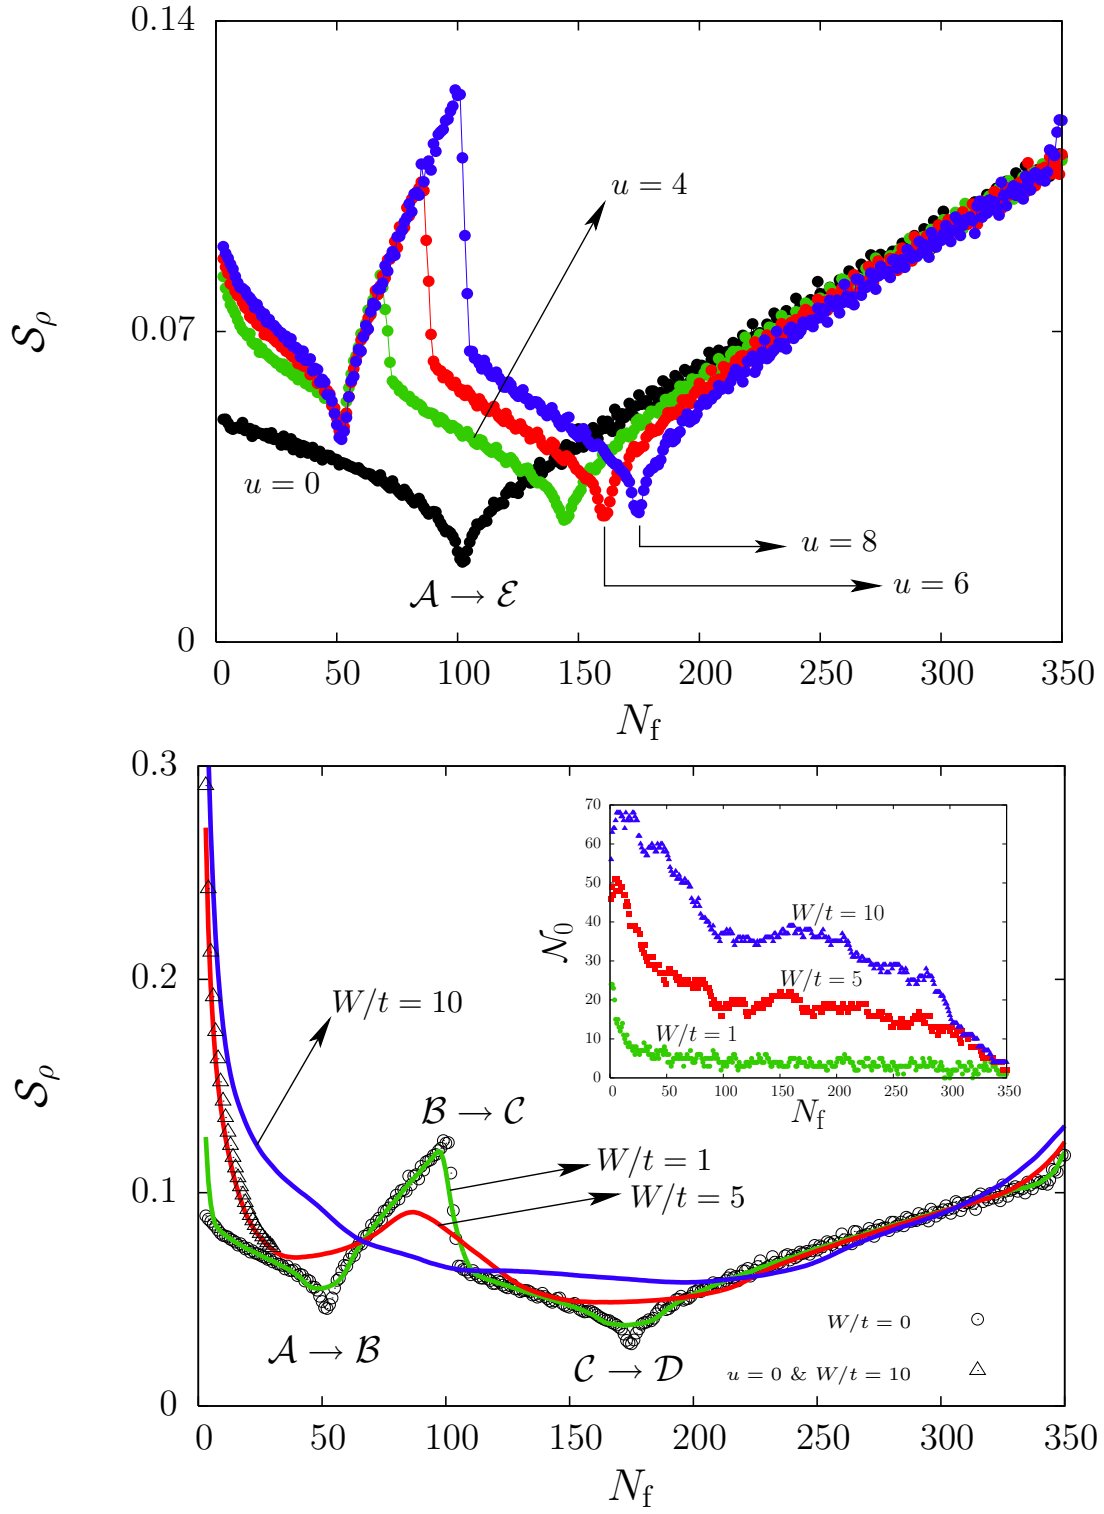 0.14
0.07
0
𝒮ρ
u = 4
u = 0
u = 8
u = 6
𝒜 → ℰ
0 50 100 150 200 250 300 350
N_f
0.3
0.2
0.1
0
𝒮ρ
W/t = 10
ℬ → 𝒞
W/t = 1
W/t = 5
𝒜 → ℬ
𝒞 → 𝒟
W/t = 0
u = 0 & W/t = 10
70
60
50
40
30
20
10
0
𝒩₀
W/t = 10
W/t = 5
W/t = 1
0 50 100 150 200 250 300 350
N_f
0 50 100 150 200 250 300 350
N_f